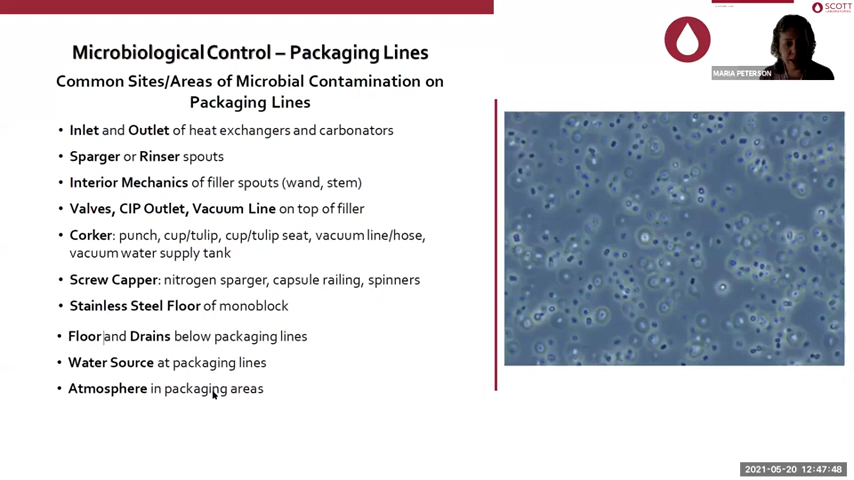 Microbiological Control – Packaging Lines
Common Sites/Areas of Microbial Contamination on
Packaging Lines
• Inlet and Outlet of heat exchangers and carbonators
• Sparger or Rinser spouts
• Interior Mechanics of filler spouts (wand, stem)
• Valves, CIP Outlet, Vacuum Line on top of filler
• Corker: punch, cup/tulip, cup/tulip seat, vacuum line/hose,
vacuum water supply tank
• Screw Capper: nitrogen sparger, capsule railing, spinners
• Stainless Steel Floor of monoblock
• Floor and Drains below packaging lines
• Water Source at packaging lines
• Atmosphere in packaging areas
SCOTT
MARIA PETERSON
2021-05-20 12:47:48